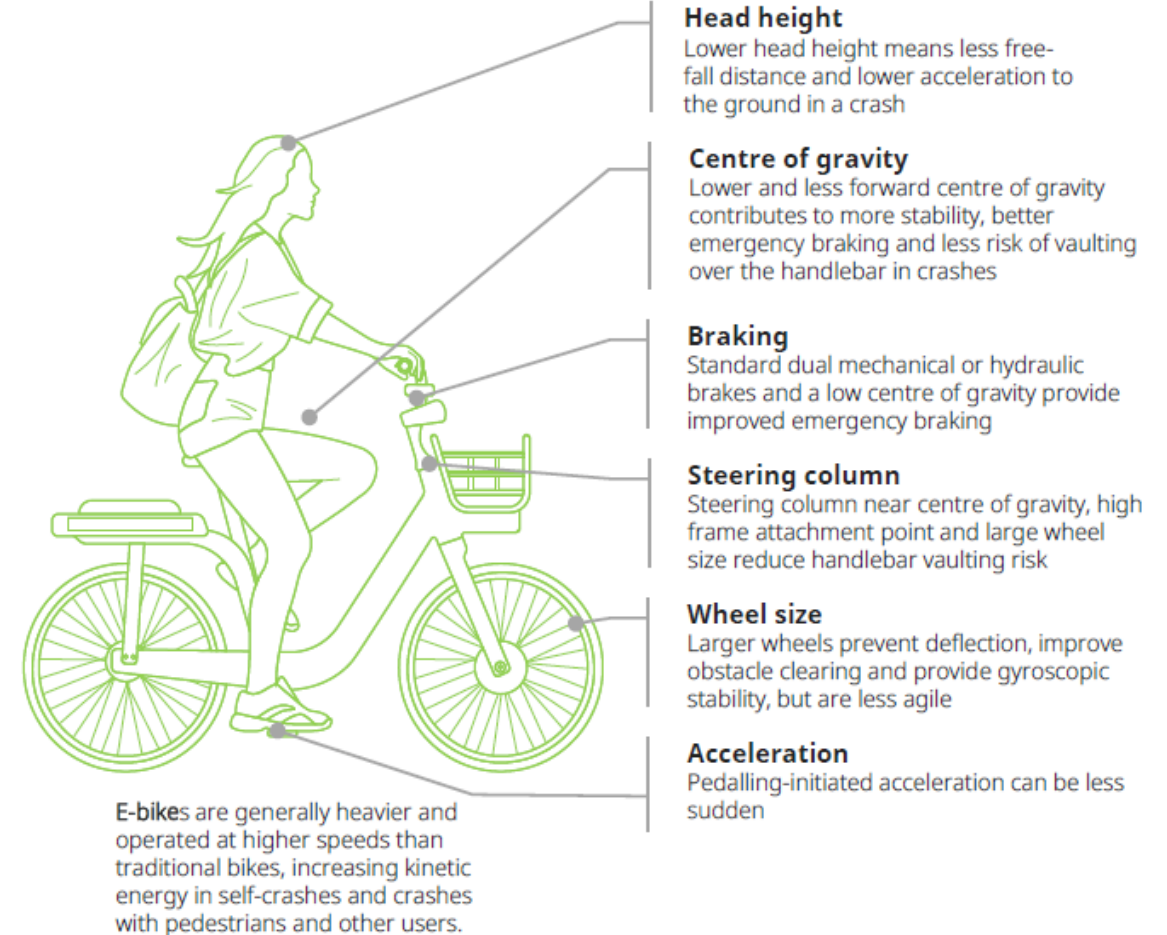 Head height
Lower head height means less free-
fall distance and lower acceleration to
the ground in a crash
Centre of gravity
Lower and less forward centre of gravity
contributes to more stability, better
emergency braking and less risk of vaulting
over the handlebar in crashes
Braking
Standard dual mechanical or hydraulic
brakes and a low centre of gravity provide
improved emergency braking
Steering column
Steering column near centre of gravity, high
frame attachment point and large wheel
size reduce handlebar vaulting risk
Wheel size
Larger wheels prevent deflection, improve
obstacle clearing and provide gyroscopic
stability, but are less agile
Acceleration
Pedalling-initiated acceleration can be less
sudden
E-bikes are generally heavier and
operated at higher speeds than
traditional bikes, increasing kinetic
energy in self-crashes and crashes
with pedestrians and other users.